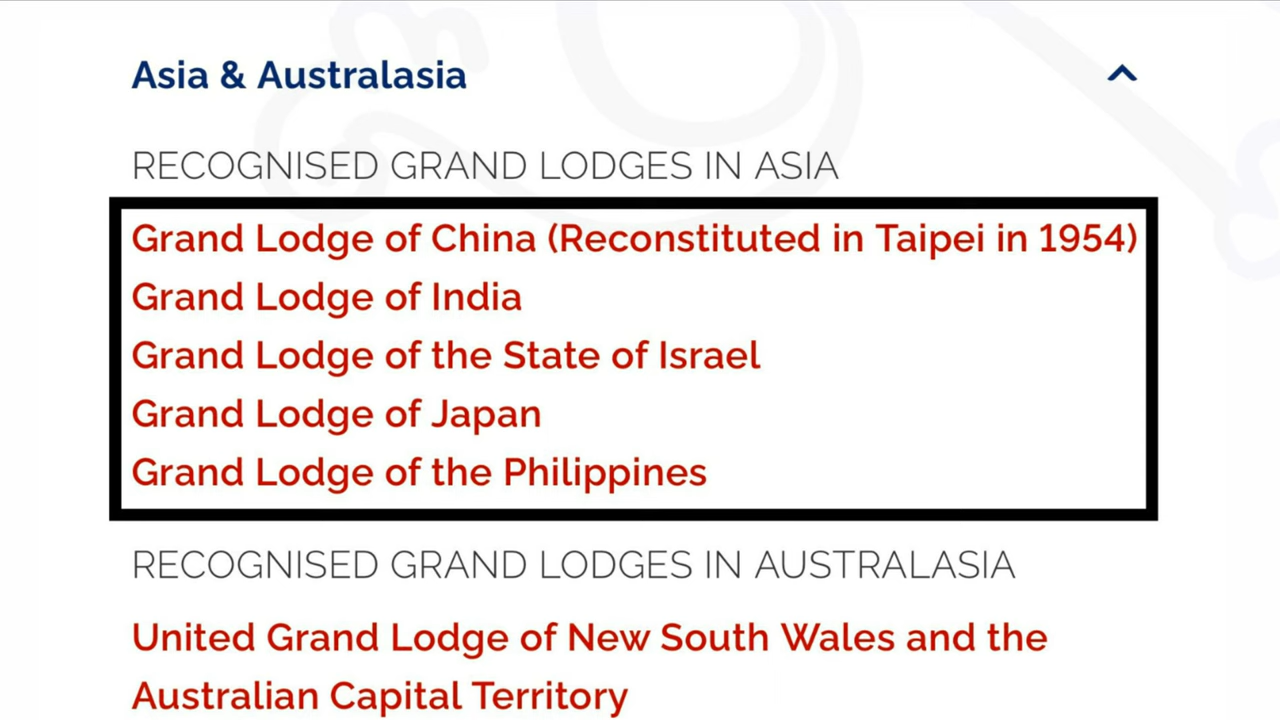 Asia & Australasia
RECOGNISED GRAND LODGES IN ASIA
Grand Lodge of China (Reconstituted in Taipei in 1954)
Grand Lodge of India
Grand Lodge of the State of Israel
Grand Lodge of Japan
Grand Lodge of the Philippines
RECOGNISED GRAND LODGES IN AUSTRALASIA
United Grand Lodge of New South Wales and the
Australian Capital Territory